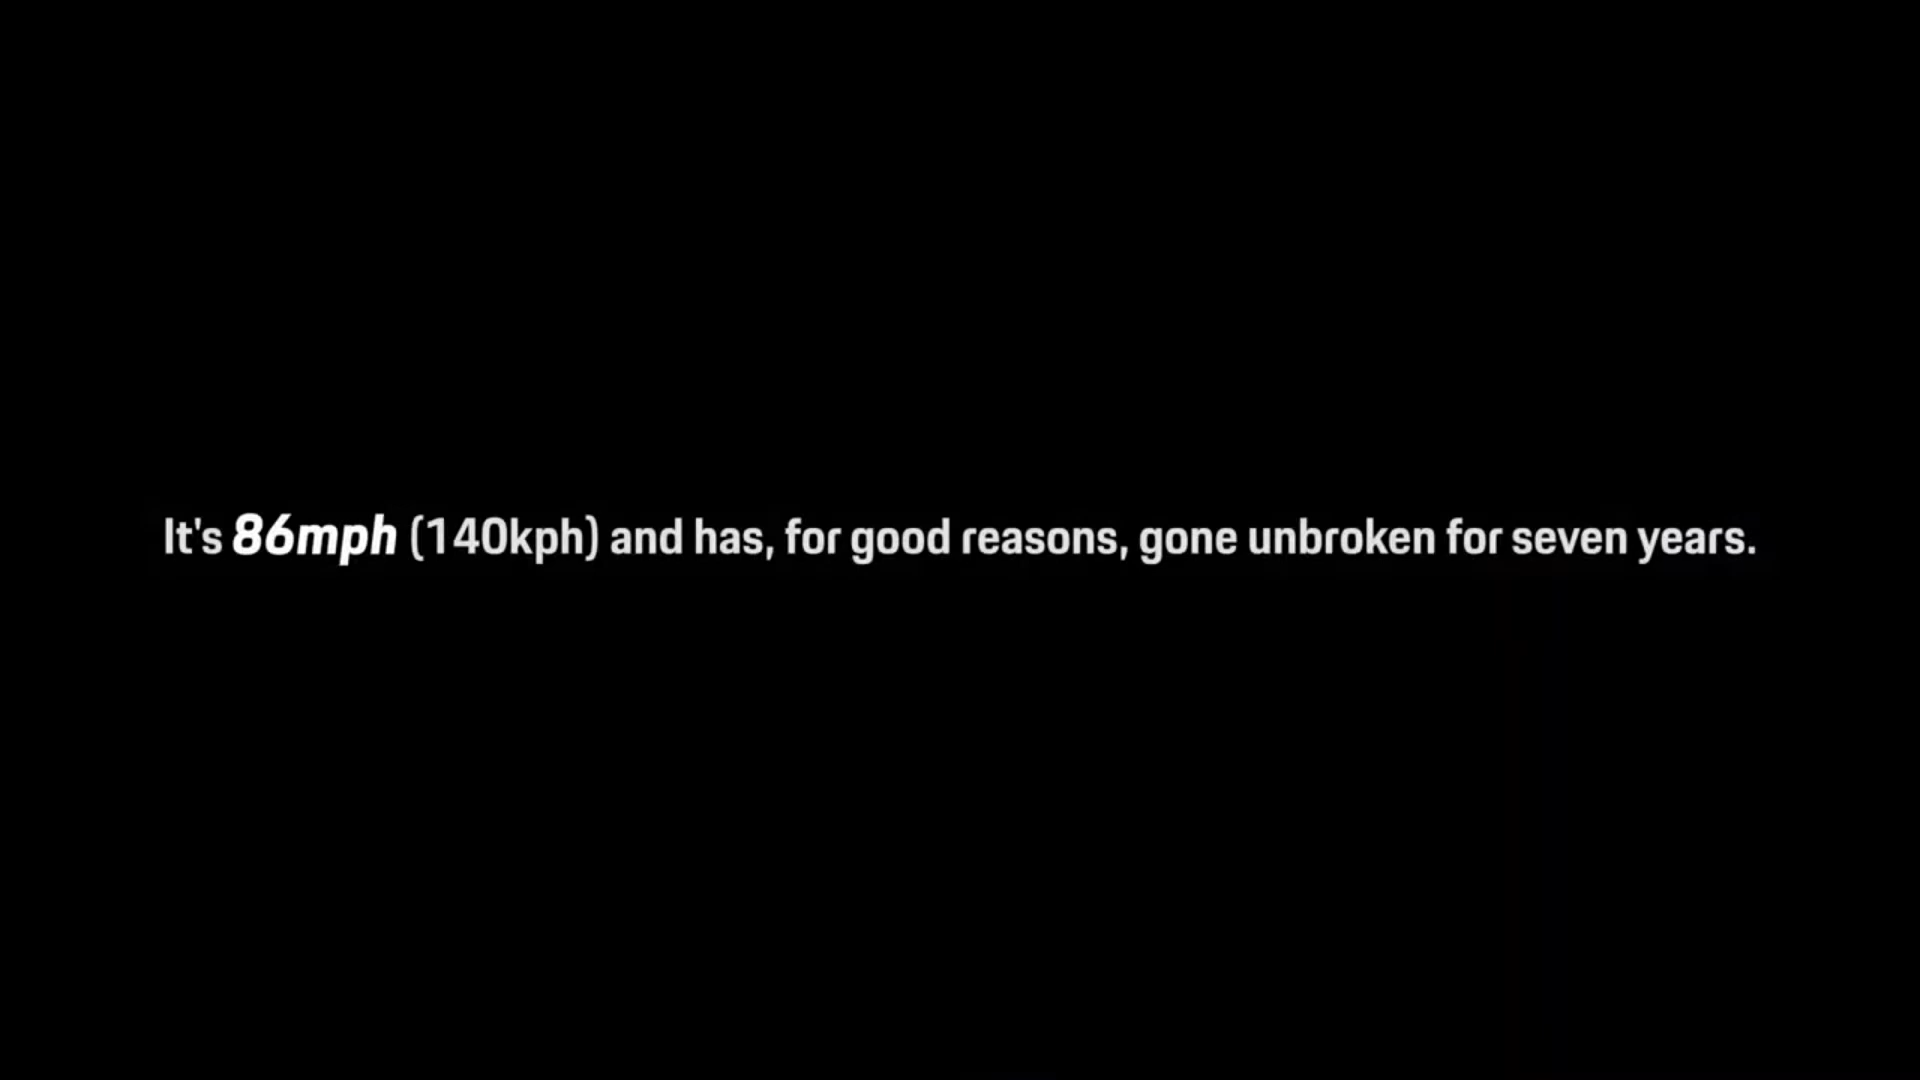 It's 86mph (140kph) and has, for good reasons, gone unbroken for seven years.